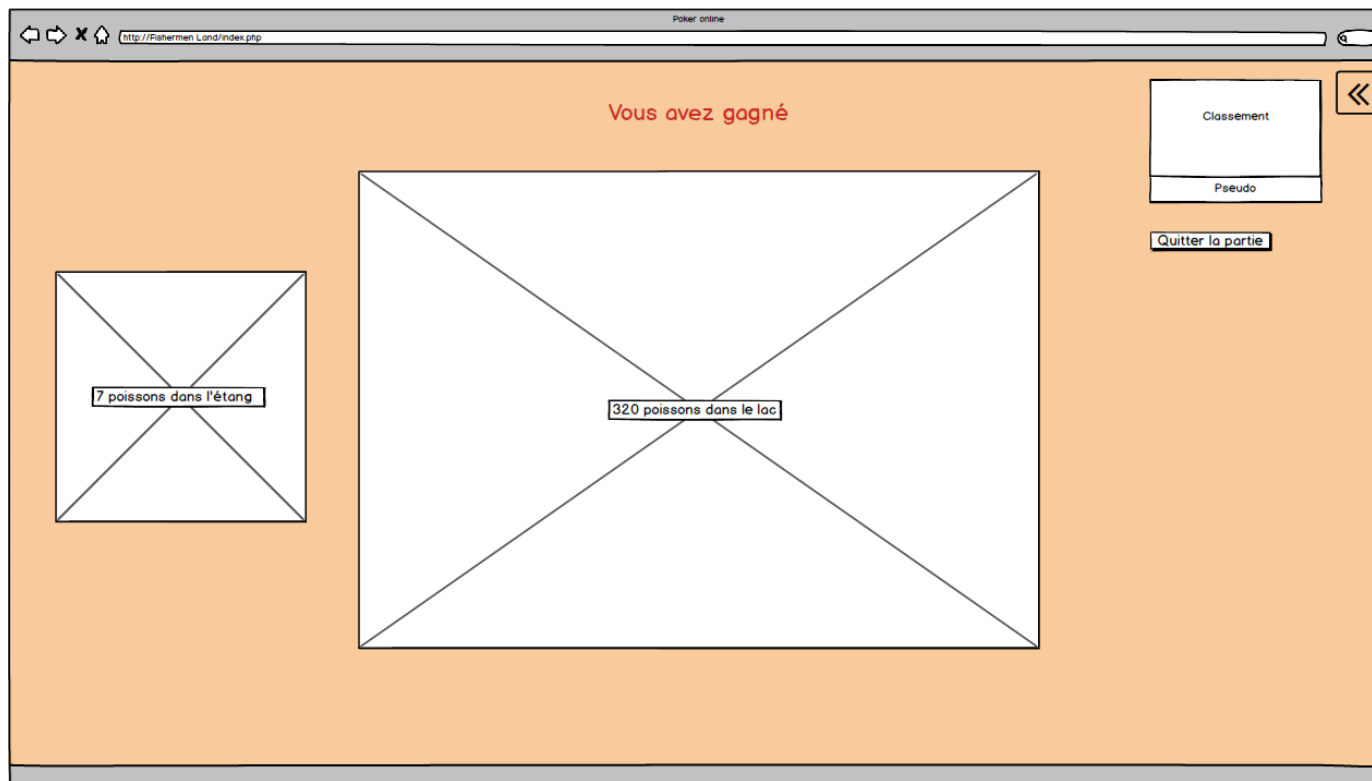 Poker online
http://Fishermen Land/index.php
Vous avez gagné
Classement
Pseudo
Quitter la partie
7 poissons dans l'étang
320 poissons dans le lac